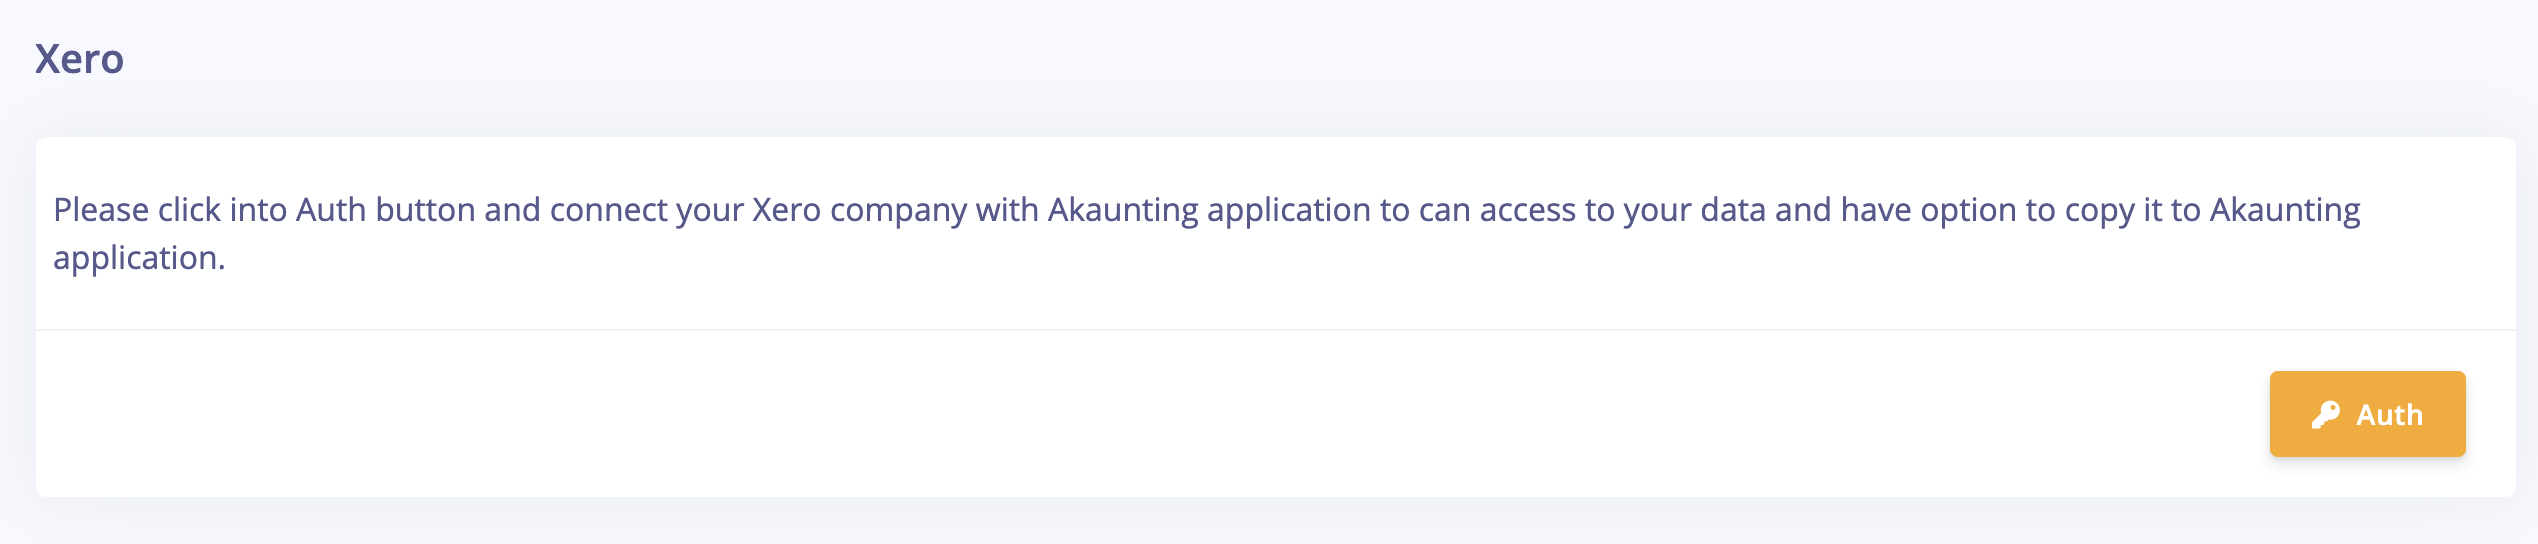 Xero
Please click into Auth button and connect your Xero company with Akaunting application to can access to your data and have option to copy it to Akaunting
application.
Auth